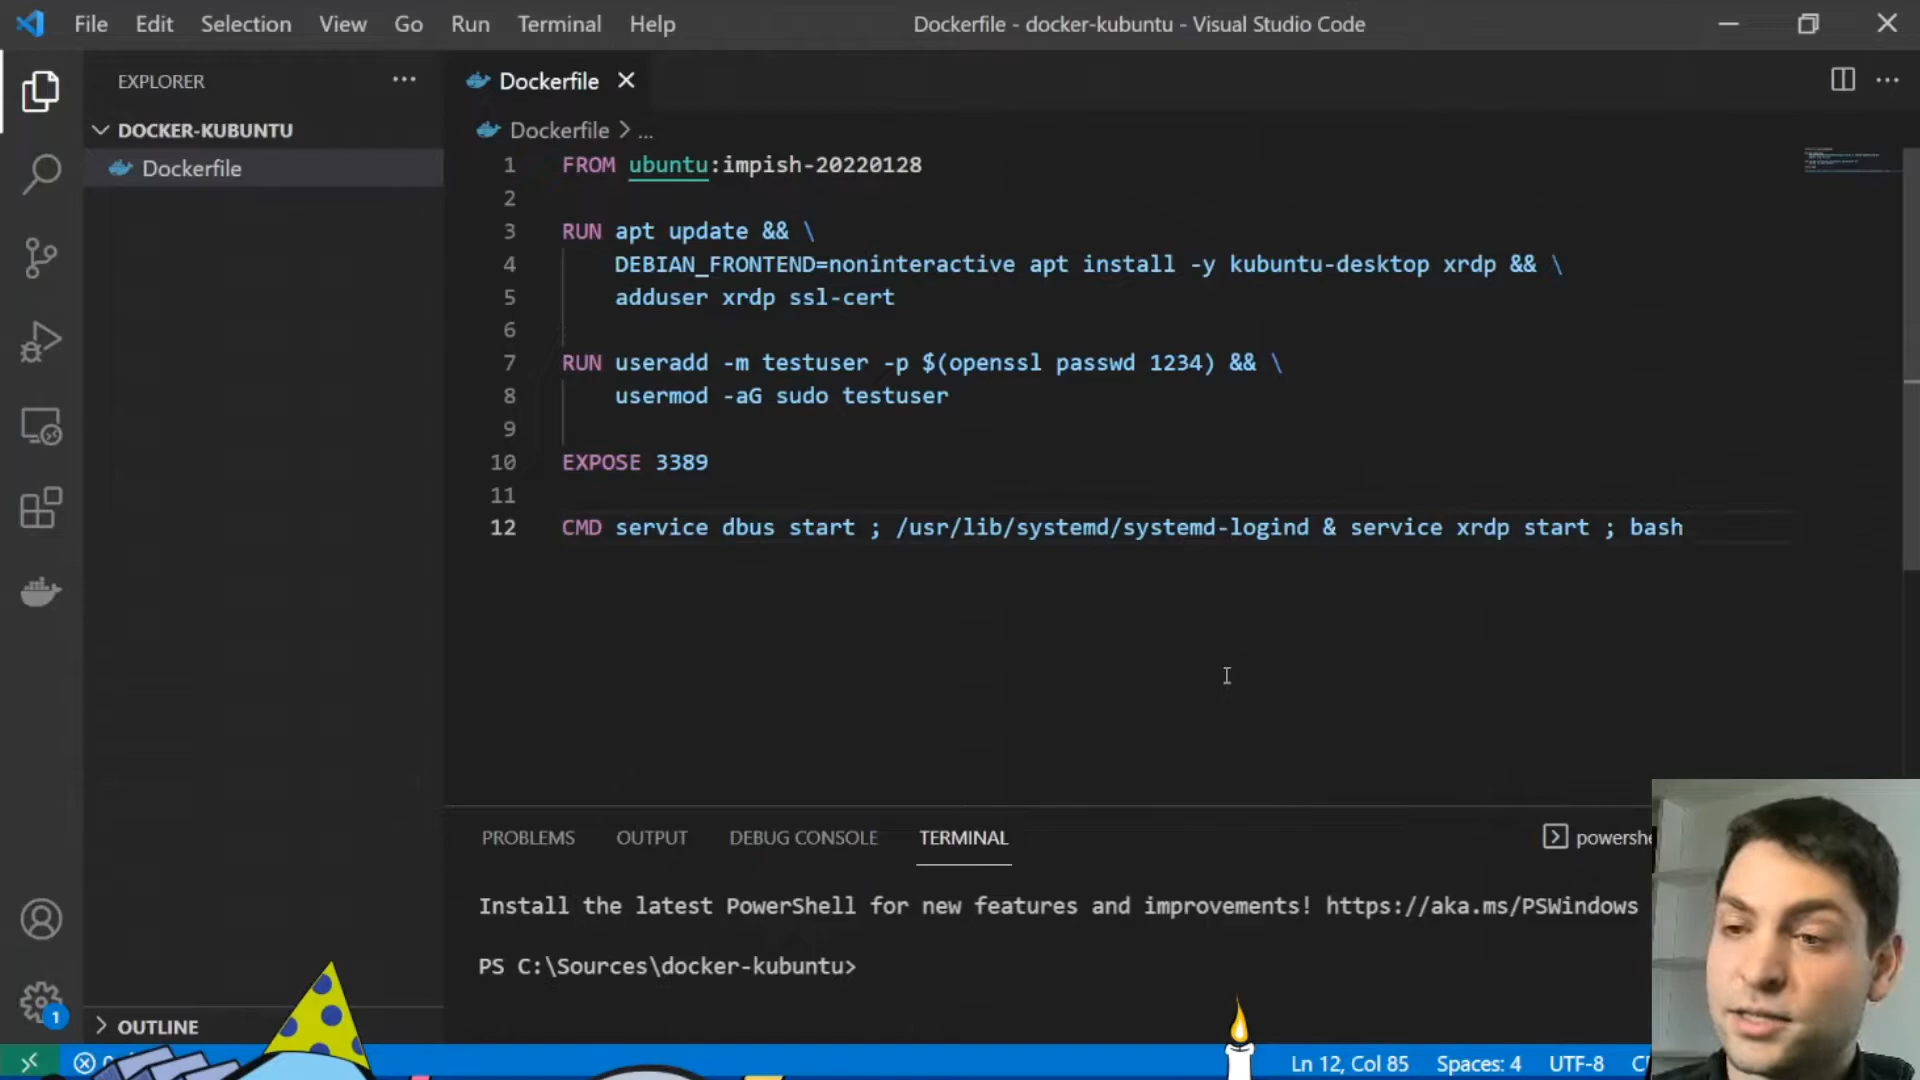 File Edit Selection View Go Run Terminal Help
Dockerfile - docker-kubuntu - Visual Studio Code
EXPLORER
DOCKER-KUBUNTU
Dockerfile
OUTLINE
Dockerfile
Dockerfile > ...
1 FROM ubuntu:impish-20220128
2
3 RUN apt update && \
4 DEBIAN_FRONTEND=noninteractive apt install -y kubuntu-desktop xrdp && \
5 adduser xrdp ssl-cert
6
7 RUN useradd -m testuser -p $(openssl passwd 1234) && \
8 usermod -aG sudo testuser
9
10 EXPOSE 3389
11
12 CMD service dbus start ; /usr/lib/systemd/systemd-logind & service xrdp start ; bash
PROBLEMS OUTPUT DEBUG CONSOLE TERMINAL
powershe
Install the latest PowerShell for new features and improvements! https://aka.ms/PSWindows
PS C:\Sources\docker-kubuntu>
1
Ln 12, Col 85 Spaces: 4 UTF-8